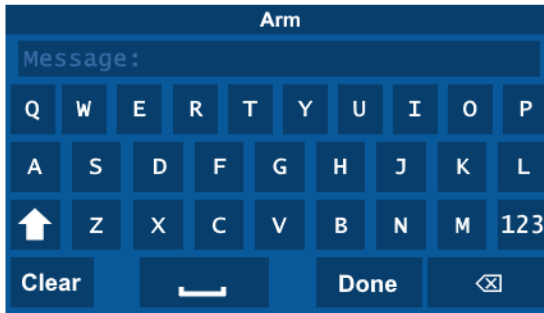 Arm
Message:
Q W E R T Y U I O P
A S D F G H J K L
Z X C V B N M 123
Clear Done